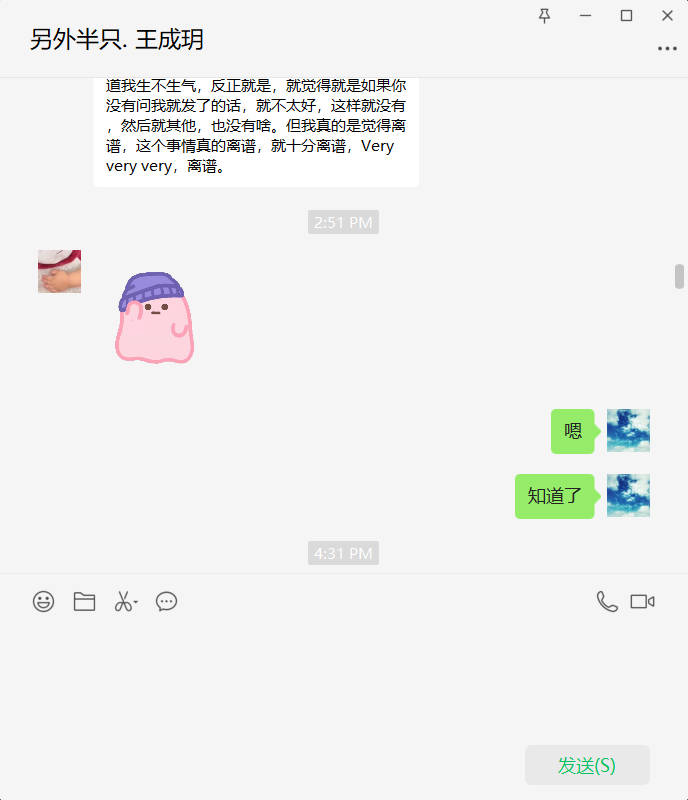 另外半只. 王成玥
道我生不生气，反正就是，就觉得就是如果你
没有问我就发了的话，就不太好，这样就没有
，然后就其他，也没有啥。但我真的是觉得离
谱，这个事情真的离谱，就十分离谱，Very
very very，离谱。
2:51 PM
嗯
知道了
4:31 PM
发送(S)